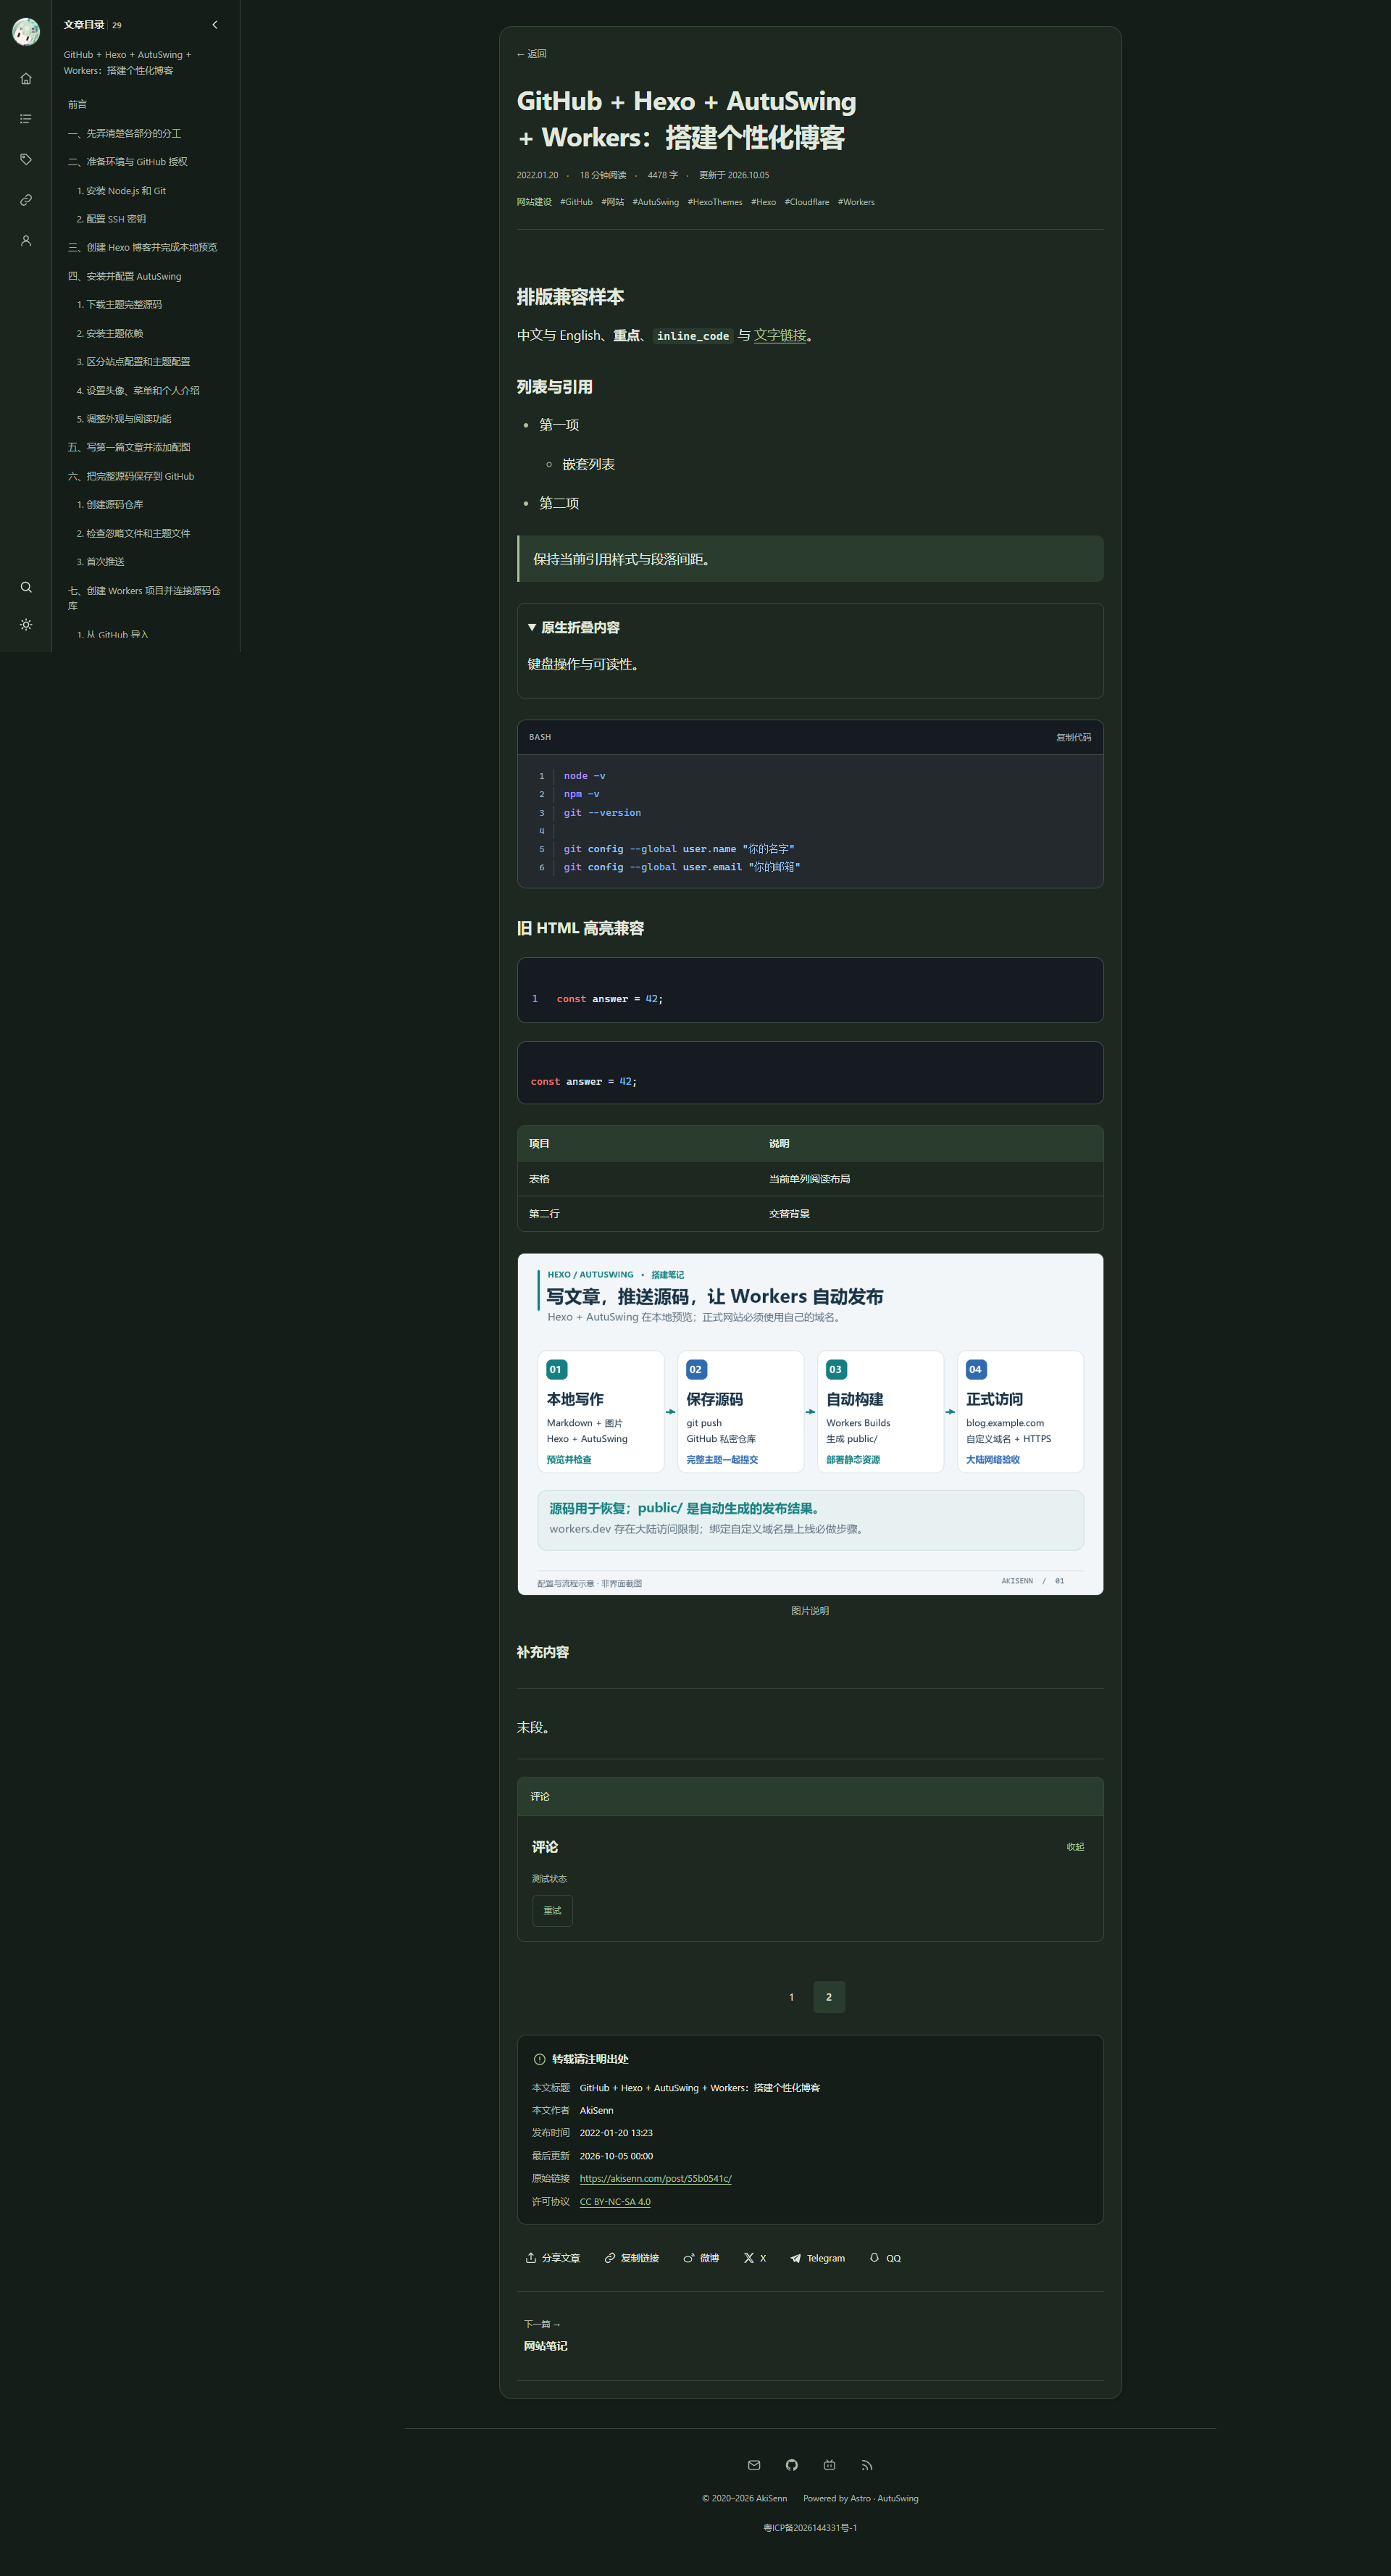 文章目录 29
GitHub + Hexo + AutuSwing +
Workers：搭建个性化博客
前言
一、先弄清楚各部分的分工
二、准备环境与 GitHub 授权
1. 安装 Node.js 和 Git
2. 配置 SSH 密钥
三、创建 Hexo 博客并完成本地预览
四、安装并配置 AutuSwing
1. 下载主题完整源码
2. 安装主题依赖
3. 区分站点配置和主题配置
4. 设置头像、菜单和个人介绍
5. 调整外观与阅读功能
五、写第一篇文章并添加配图
六、把完整源码保存到 GitHub
1. 创建源码仓库
2. 检查忽略文件和主题文件
3. 首次推送
七、创建 Workers 项目并连接源码仓
库
1. 从 GitHub 导入
← 返回
GitHub + Hexo + AutuSwing
+ Workers：搭建个性化博客
2022.01.20 · 18 分钟阅读 · 4478 字 · 更新于 2026.10.05
网站建设 #GitHub #网站 #AutuSwing #HexoThemes #Hexo #Cloudflare #Workers
排版兼容样本
中文与 English、重点、inline_code 与 文字链接。
列表与引用
第一项
嵌套列表
第二项
保持当前引用样式与段落间距。
▼ 原生折叠内容
键盘操作与可读性。
BASH 复制代码
1 node -v
2 npm -v
3 git --version
4
5 git config --global user.name "你的名字"
6 git config --global user.email "你的邮箱"
旧 HTML 高亮兼容
1 const answer = 42;
const answer = 42;
项目 说明
表格 当前单列阅读布局
第二行 交替背景
HEXO / AUTUSWING • 搭建笔记
写文章，推送源码，让 Workers 自动发布
Hexo + AutuSwing 在本地预览；正式网站必须使用自己的域名。
01 02 03 04
本地写作 保存源码 自动构建 正式访问
Markdown + 图片 git push Workers Builds blog.example.com
Hexo + AutuSwing GitHub 私密仓库 生成 public/ 自定义域名 + HTTPS
预览并检查 完整主题一起提交 部署静态资源 大陆网络验收
源码用于恢复；public/ 是自动生成的发布结果。
workers.dev 存在大陆访问限制；绑定自定义域名是上线必做步骤。
配置与流程示意 · 非界面截图 AKISENN / 01
图片说明
补充内容
末段。
评论
评论 收起
测试状态
重试
1 2
转载请注明出处
本文标题 GitHub + Hexo + AutuSwing + Workers：搭建个性化博客
本文作者 AkiSenn
发布时间 2022-01-20 13:23
最后更新 2026-10-05 00:00
原始链接 https://akisenn.com/post/55b0541c/
许可协议 CC BY-NC-SA 4.0
分享文章 复制链接 微博 X Telegram QQ
下一篇 →
网站笔记
© 2020–2026 AkiSenn Powered by Astro · AutuSwing
粤ICP备2026144331号-1